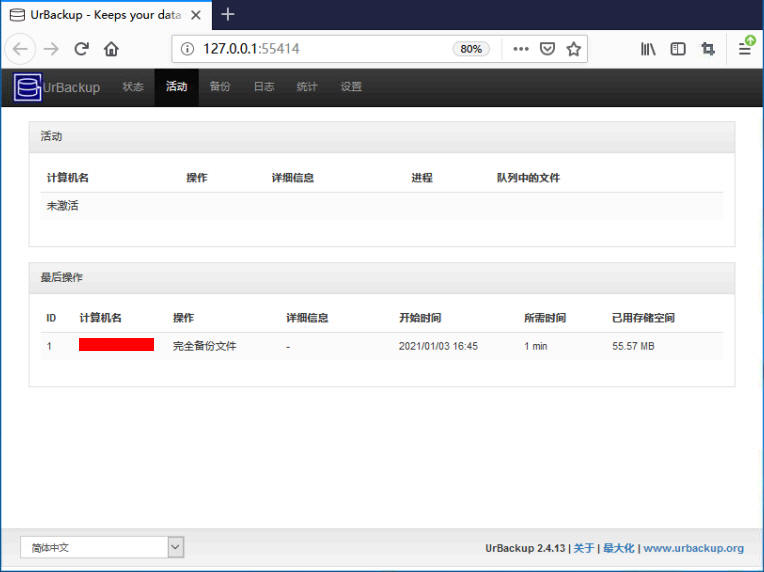 UrBackup - Keeps your data
127.0.0.1:55414 80%
UrBackup 状态 活动 备份 日志 统计 设置
活动
计算机名 操作 详细信息 进程 队列中的文件
未激活
最后操作
ID 计算机名 操作 详细信息 开始时间 所需时间 已用存储空间
1 完全备份文件 - 2021/01/03 16:45 1 min 55.57 MB
简体中文 UrBackup 2.4.13 | 关于 | 最大化 | www.urbackup.org